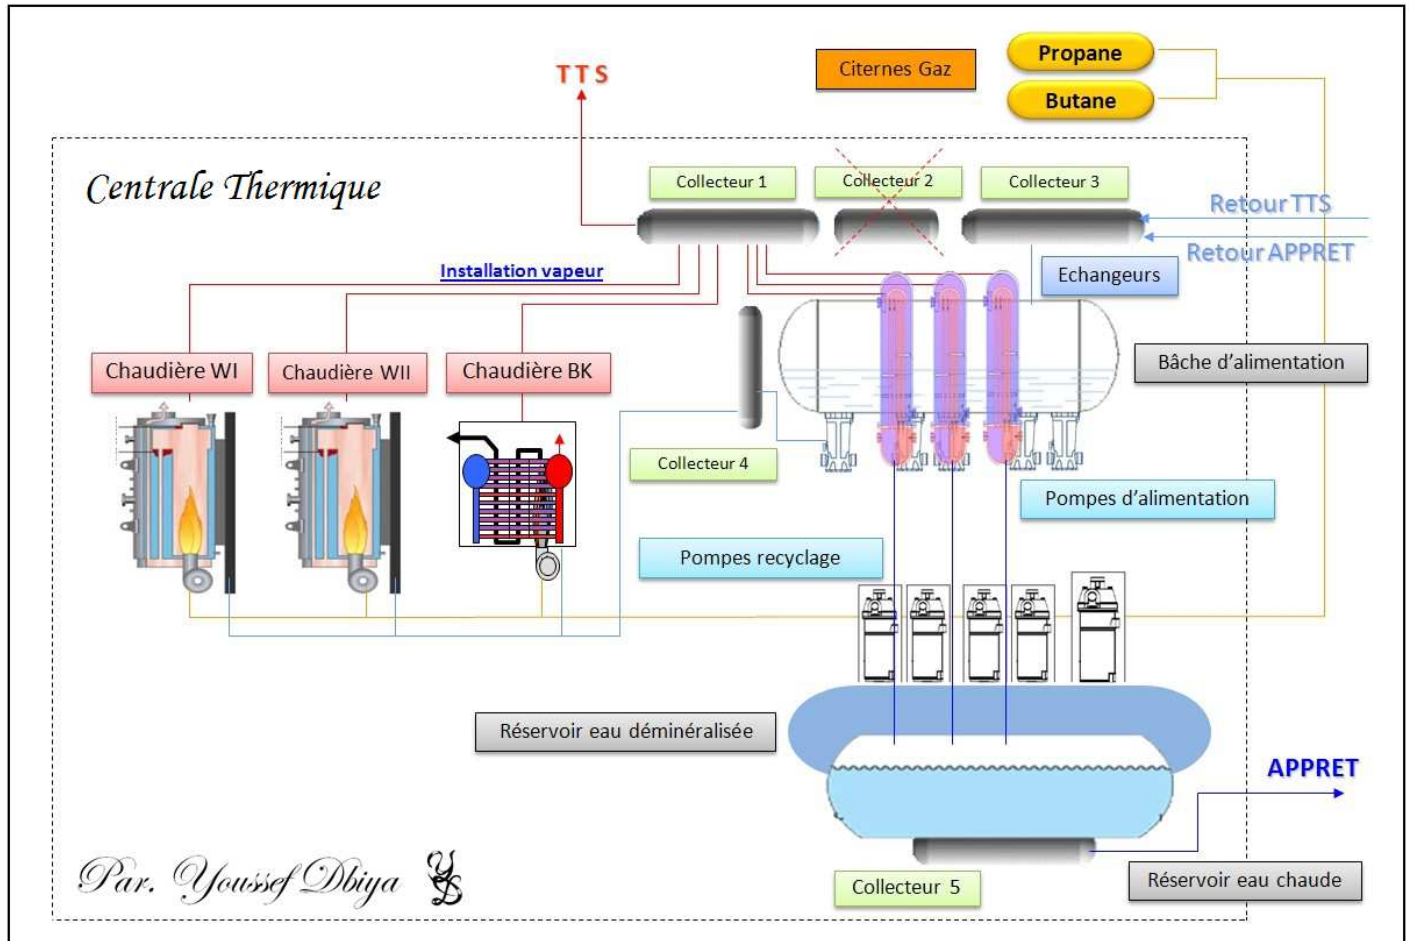 Propane
Citernes Gaz
TTS
Butane
Centrale Thermique
Collecteur 1
Collecteur 2
Collecteur 3
Retour TTS
Retour APPRET
Installation vapeur
Echangeurs
Chaudière WI
Chaudière WII
Chaudière BK
Bâche d'alimentation
Collecteur 4
Pompes d'alimentation
Pompes recyclage
Réservoir eau déminéralisée
APPRET
Par. Youssef Dbiya
Collecteur 5
Réservoir eau chaude